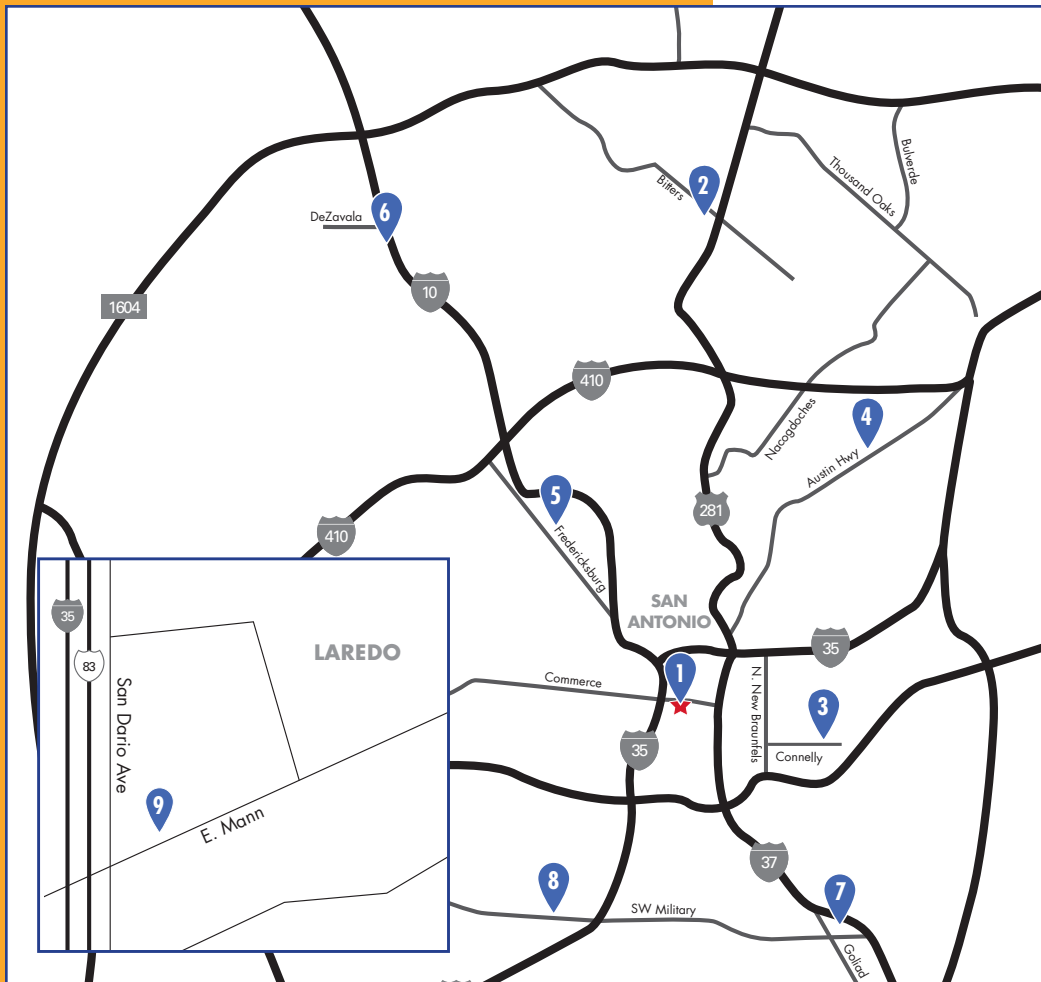 Bulverde
Thousand Oaks
2
Bitters
6
DeZavala
10
1604
410
4
Nacogdoches
Austin Hwy
5
281
410
Fredericksburg
SAN
ANTONIO
35
LAREDO
35
83
1
Commerce
N. New Braunfels
3
Connelly
35
San Dario Ave
9
E. Mann
37
8
7
SW Military
Goliad